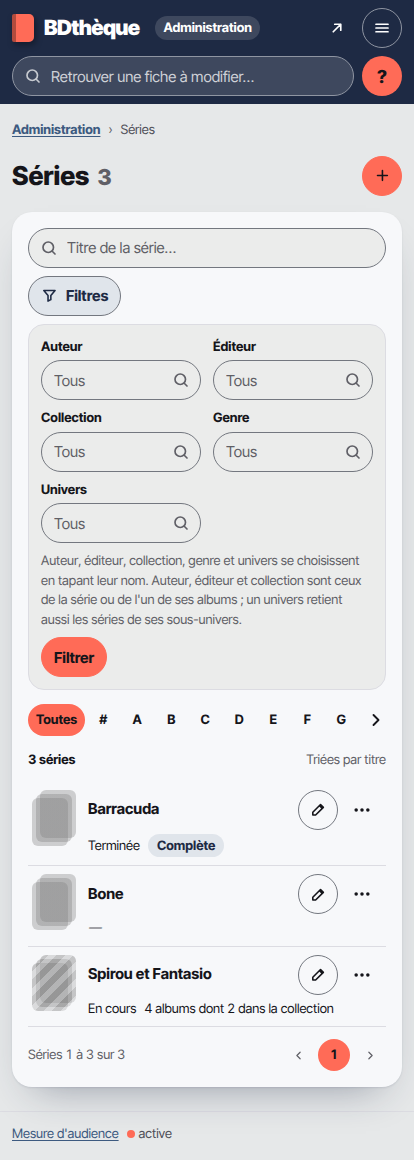 BDthèque Administration
Retrouver une fiche à modifier... ?
Administration › Séries
Séries 3
Titre de la série...
Filtres
Auteur Éditeur
Tous Tous
Collection Genre
Tous Tous
Univers
Tous
Auteur, éditeur, collection, genre et univers se choisissent
en tapant leur nom. Auteur, éditeur et collection sont ceux
de la série ou de l'un de ses albums ; un univers retient
aussi les séries de ses sous-univers.
Filtrer
Toutes # A B C D E F G
3 séries Triées par titre
Barracuda
Terminée Complète
Bone
—
Spirou et Fantasio
En cours 4 albums dont 2 dans la collection
Séries 1 à 3 sur 3 ‹ 1 ›
Mesure d'audience active